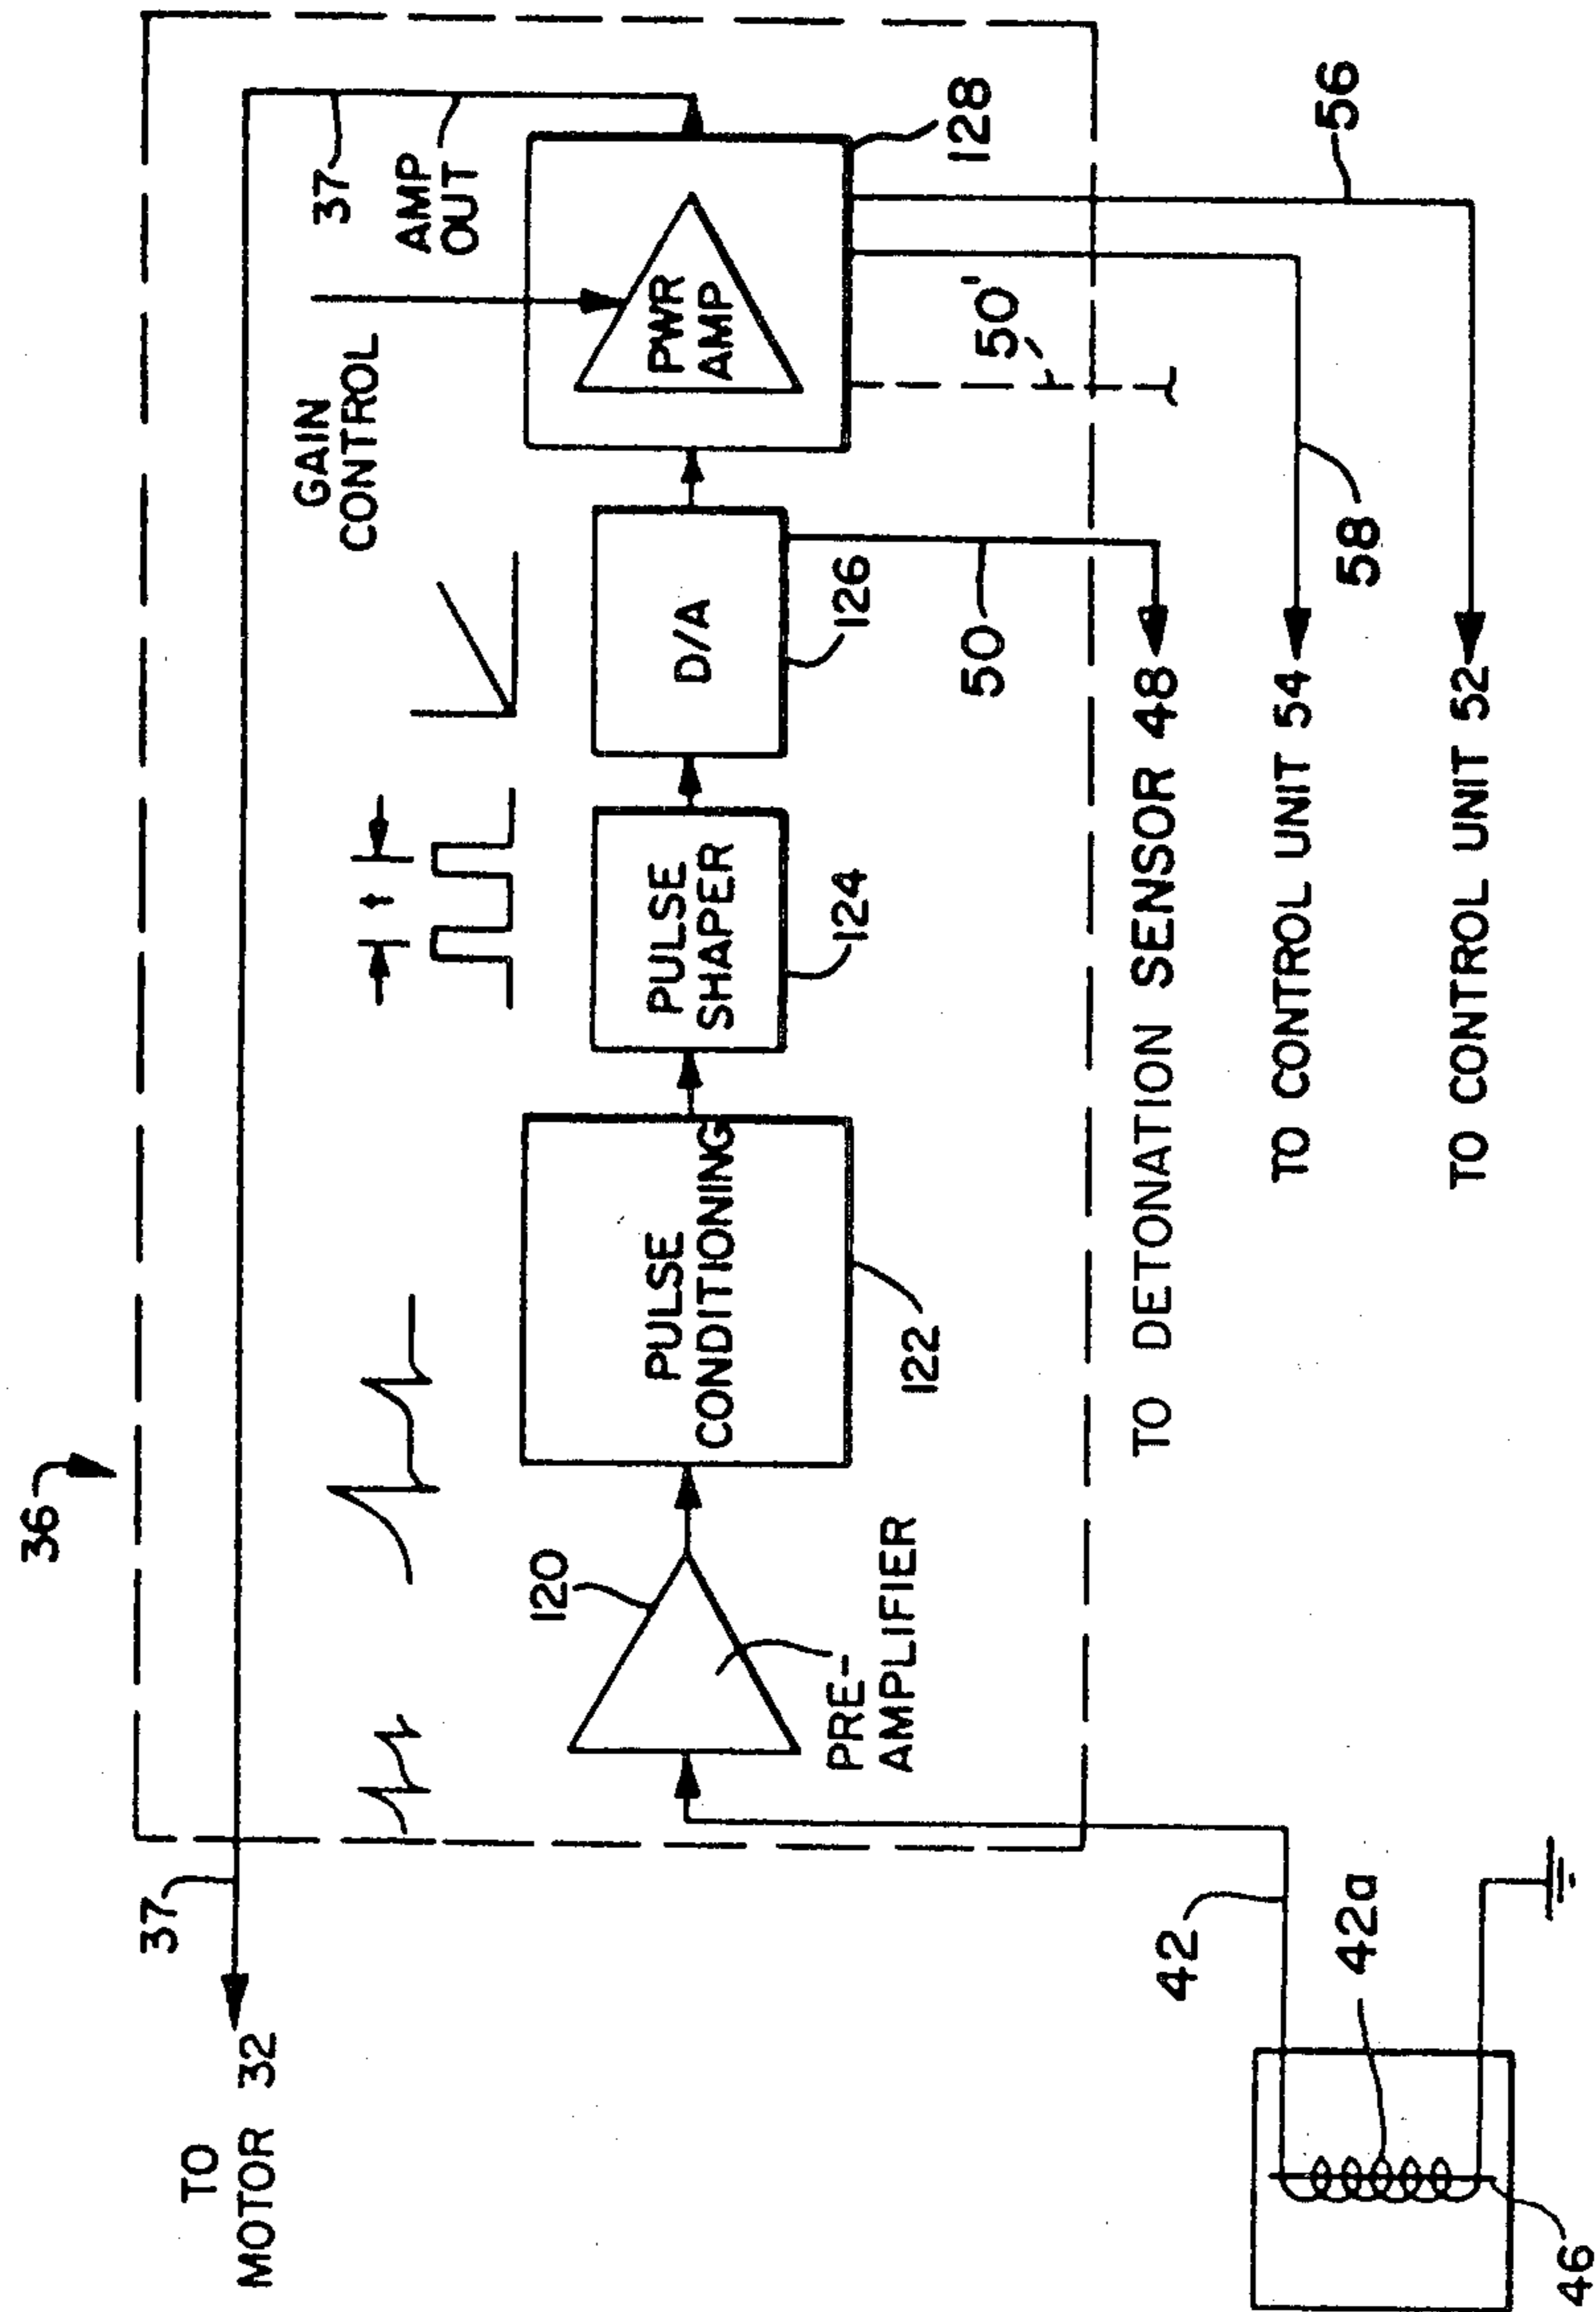 36
37
TO
MOTOR 32
37
AMP
OUT
GAIN
CONTROL
t
120
PRE-
AMPLIFIER
PULSE
CONDITIONING
122
PULSE
SHAPER
124
D/A
126
PWR
AMP
128
50'
50
TO DETONATION SENSOR 48
42
42a
46
58
TO CONTROL UNIT 54
56
TO CONTROL UNIT 52